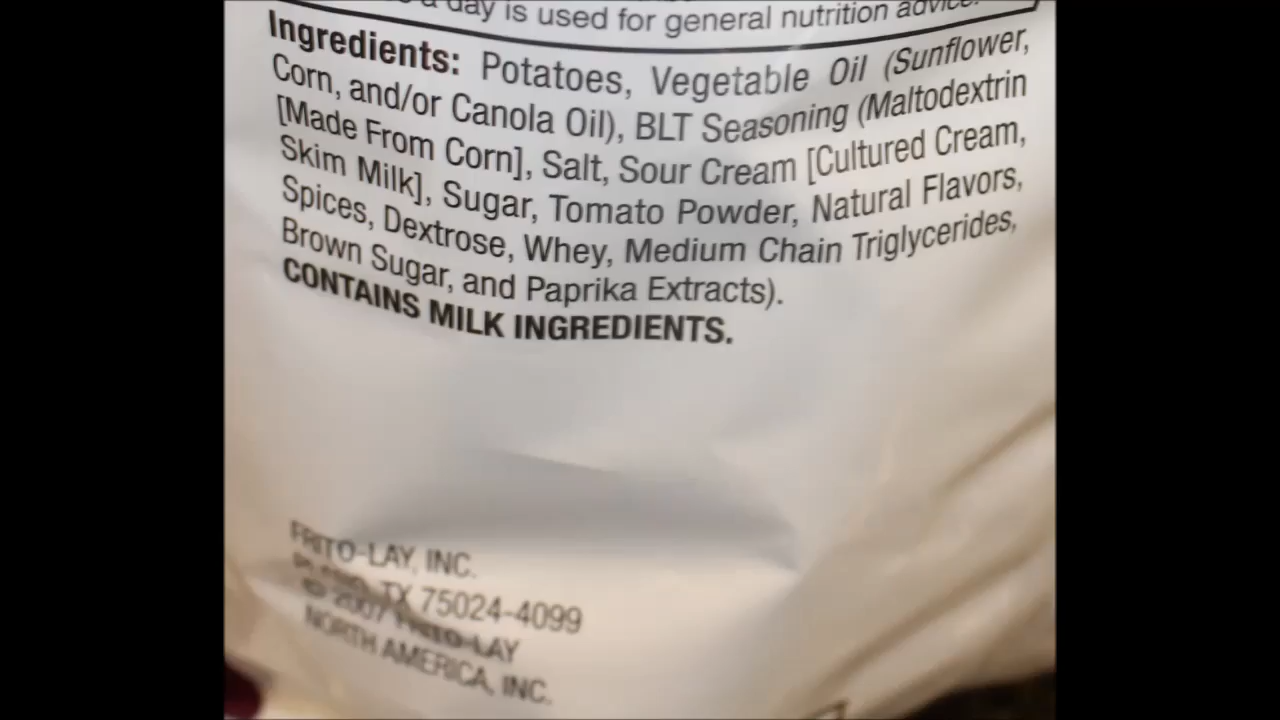 a day is used for general nutrition advice.
Ingredients: Potatoes, Vegetable Oil (Sunflower,
Corn, and/or Canola Oil), BLT Seasoning (Maltodextrin
[Made From Corn], Salt, Sour Cream [Cultured Cream,
Skim Milk], Sugar, Tomato Powder, Natural Flavors,
Spices, Dextrose, Whey, Medium Chain Triglycerides,
Brown Sugar, and Paprika Extracts).
CONTAINS MILK INGREDIENTS.
FRITO-LAY, INC.
TX 75024-4099
© 2007 FRITO-LAY
NORTH AMERICA, INC.